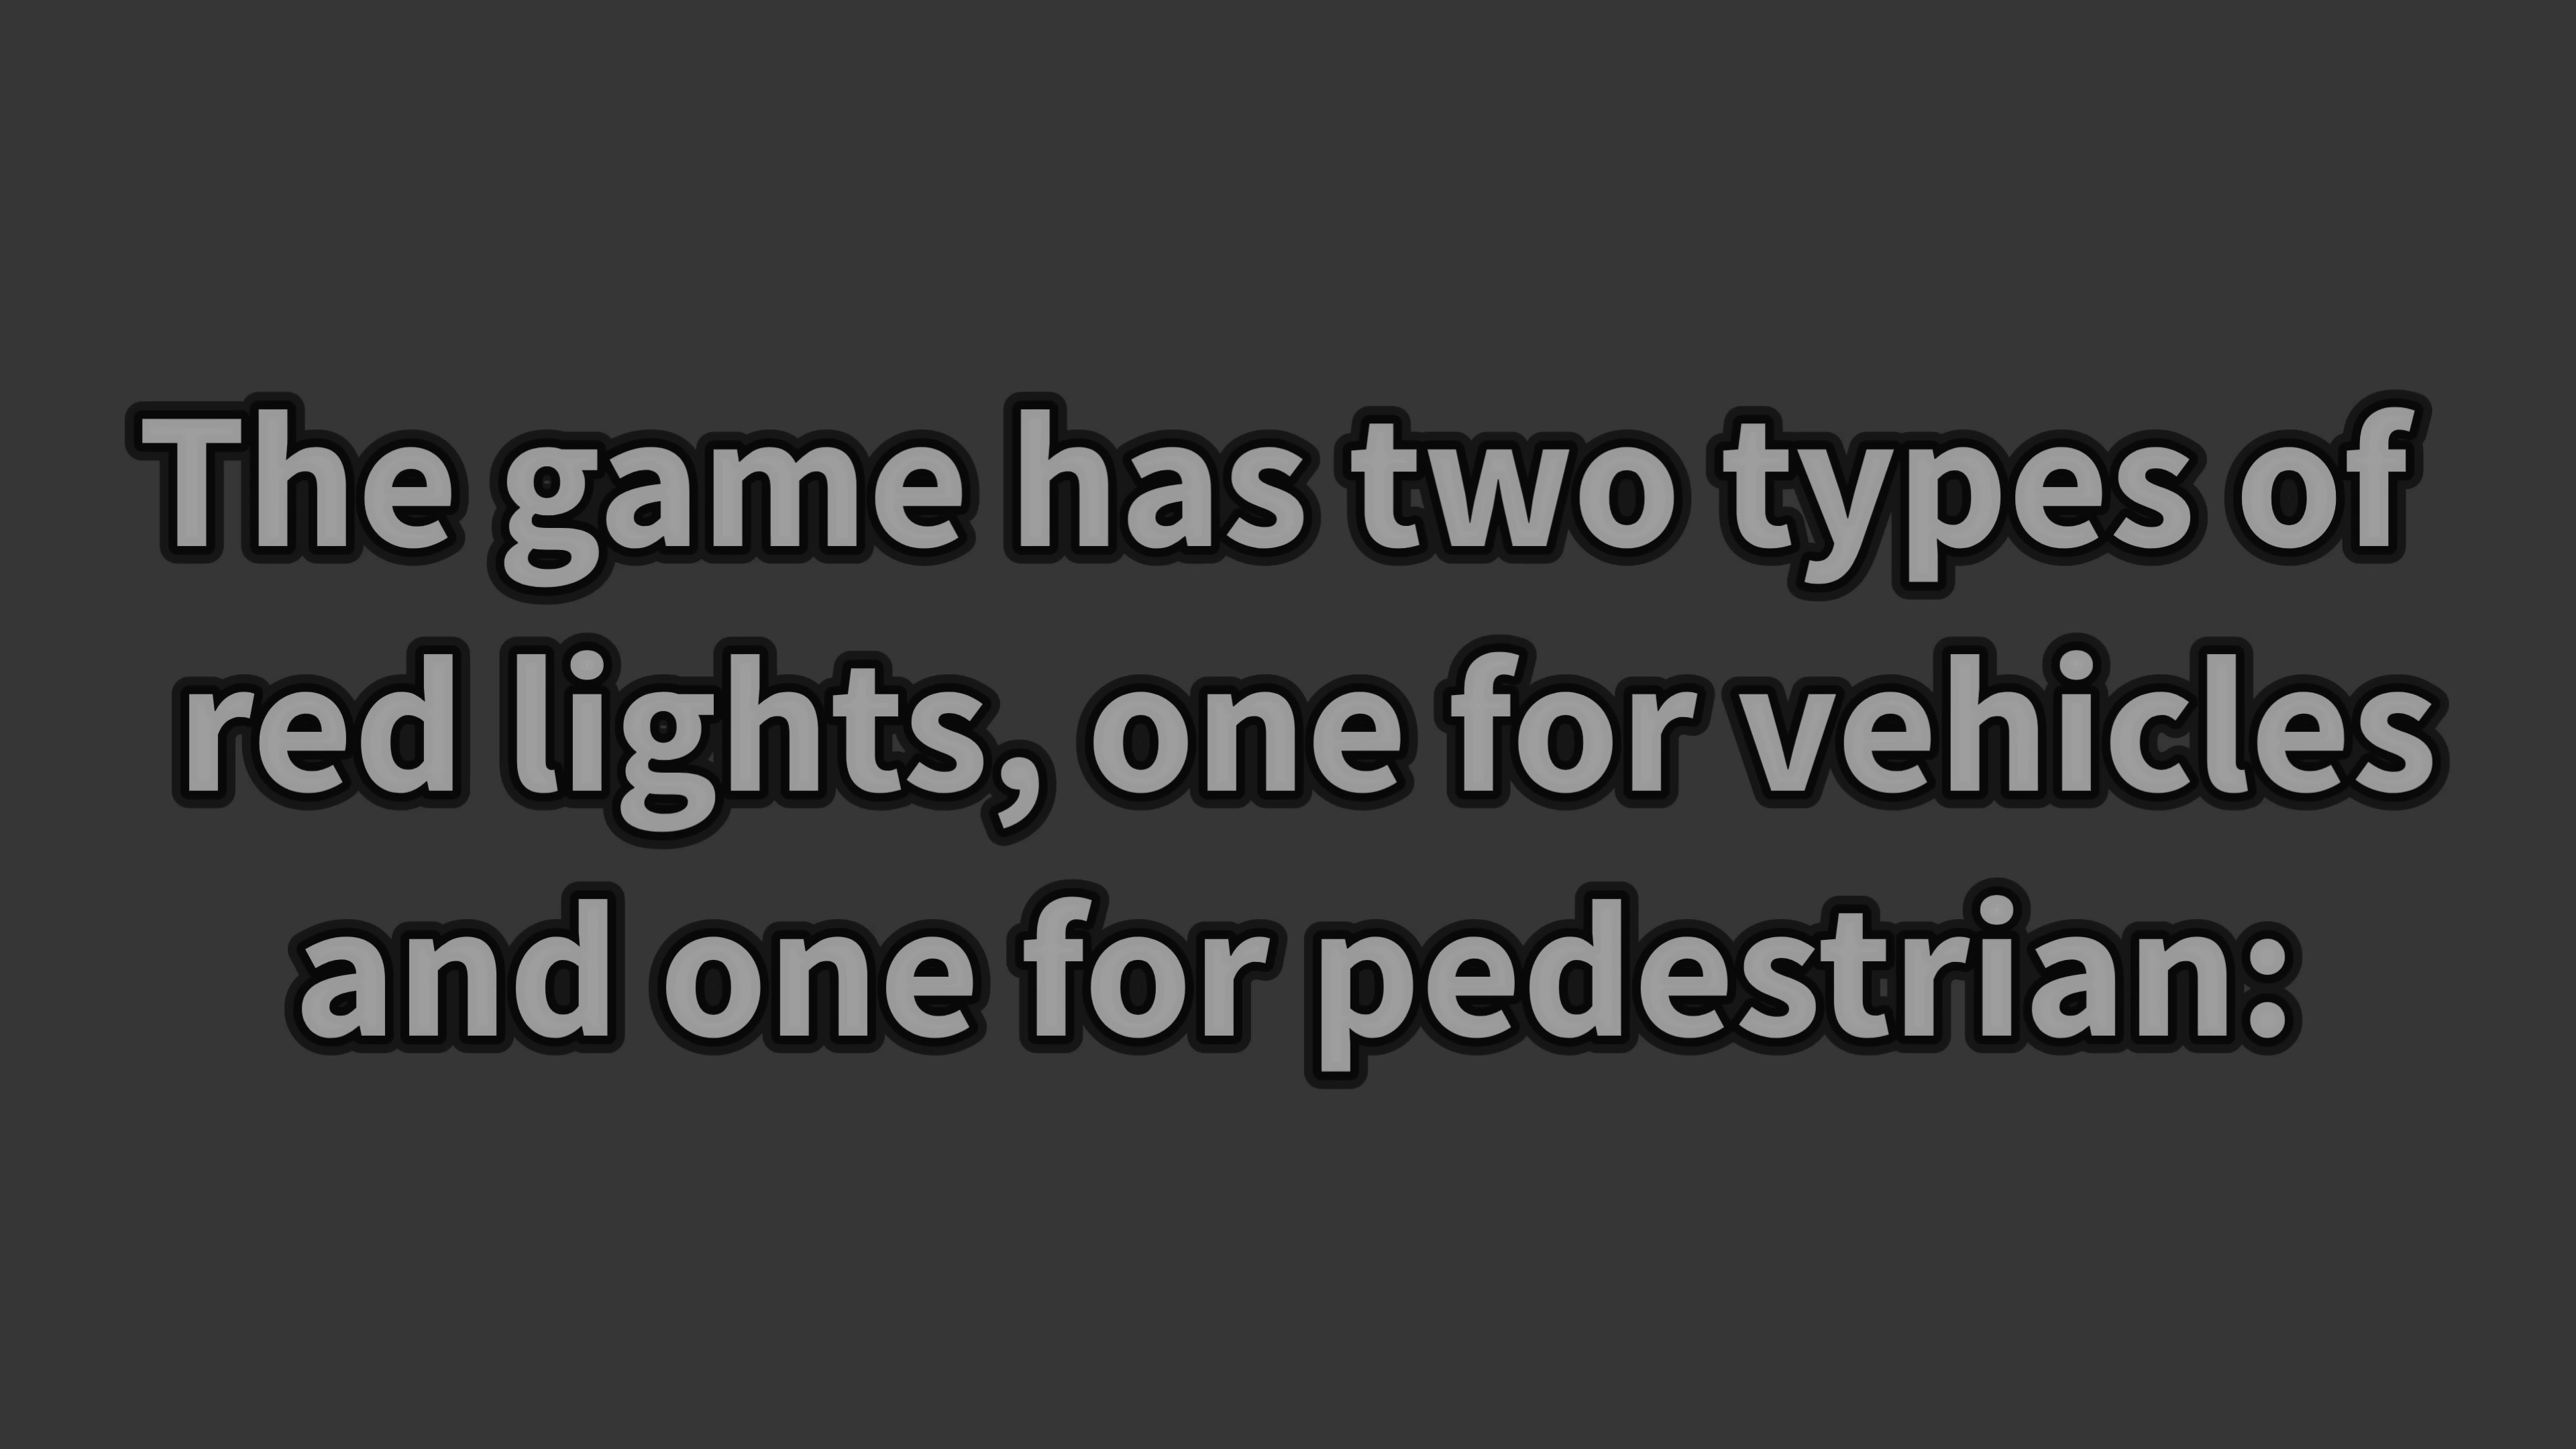 The game has two types of
red lights, one for vehicles
and one for pedestrian: